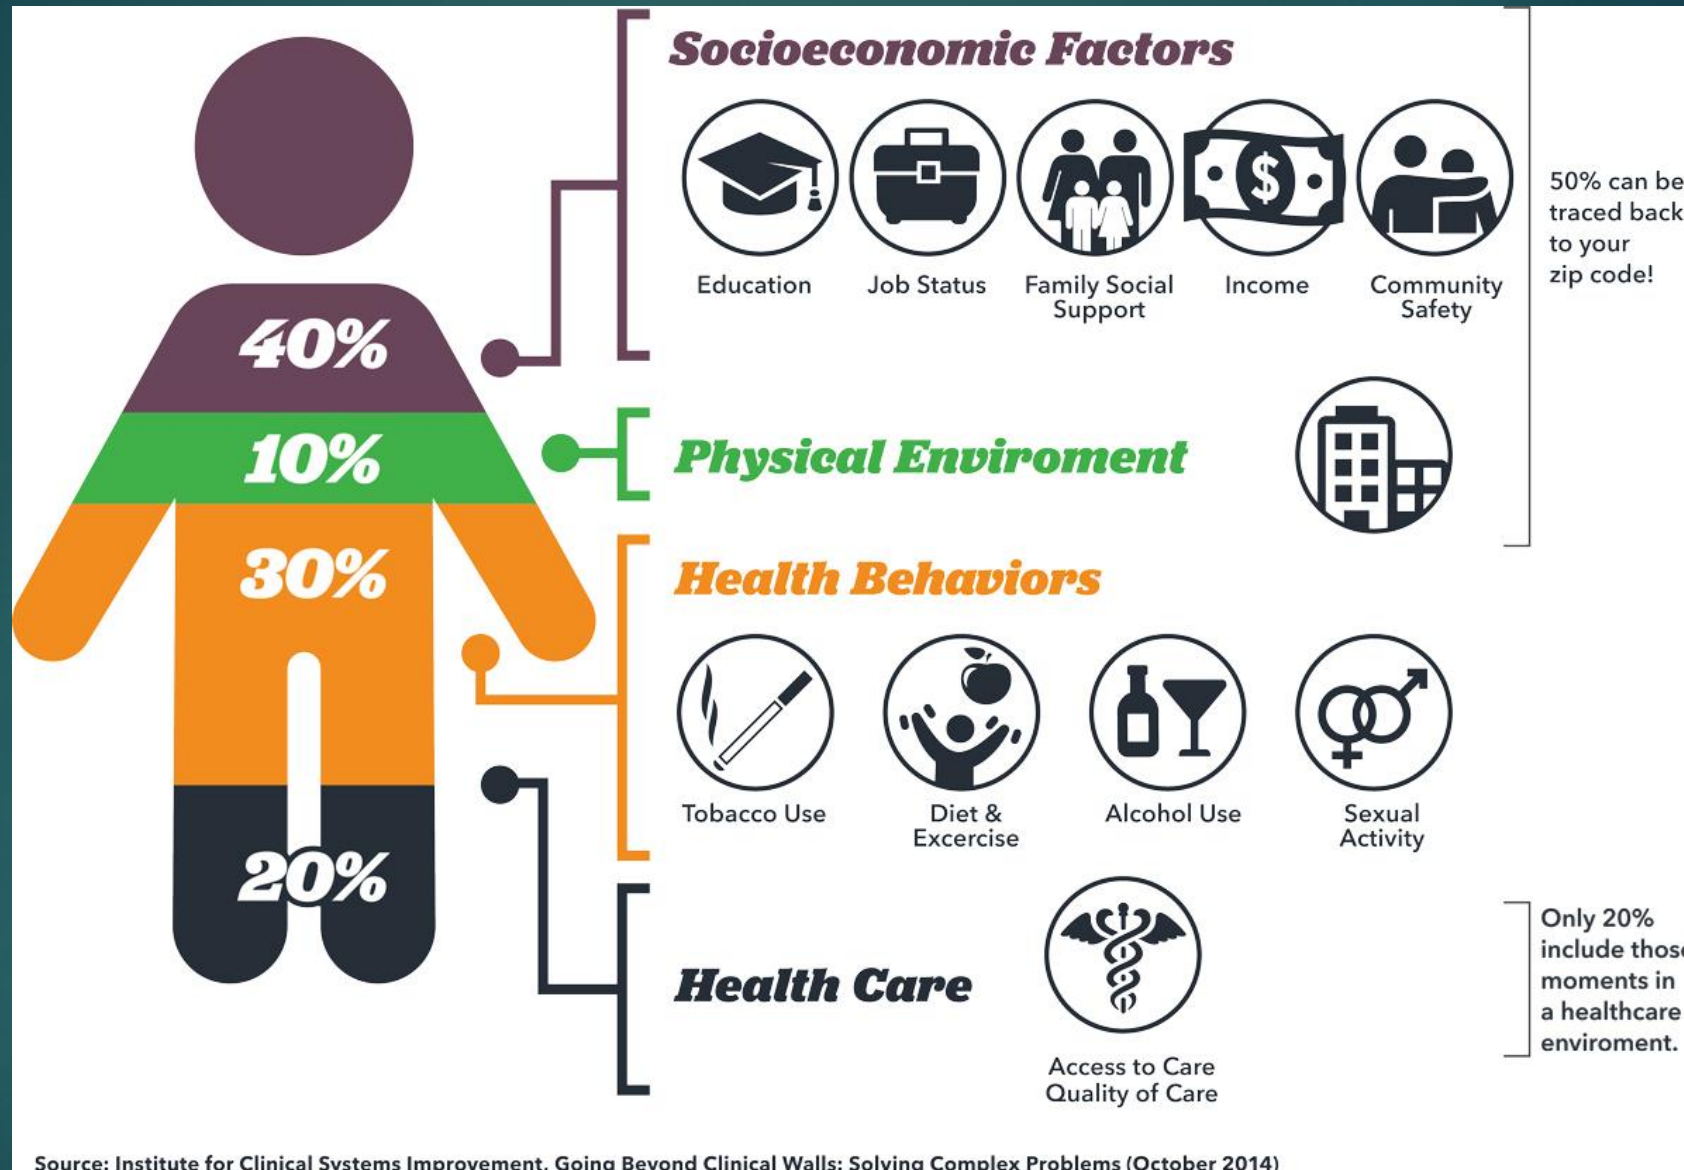 Socioeconomic Factors
Education
Job Status
Family Social
Support
Income
Community
Safety
50% can be
traced back
to your
zip code!
40%
10%
Physical Enviroment
30%
Health Behaviors
Tobacco Use
Diet &
Excercise
Alcohol Use
Sexual
Activity
20%
Health Care
Access to Care
Quality of Care
Only 20%
include those
moments in
a healthcare
enviroment.
Source: Institute for Clinical Systems Improvement, Going Beyond Clinical Walls: Solving Complex Problems (October 2014)